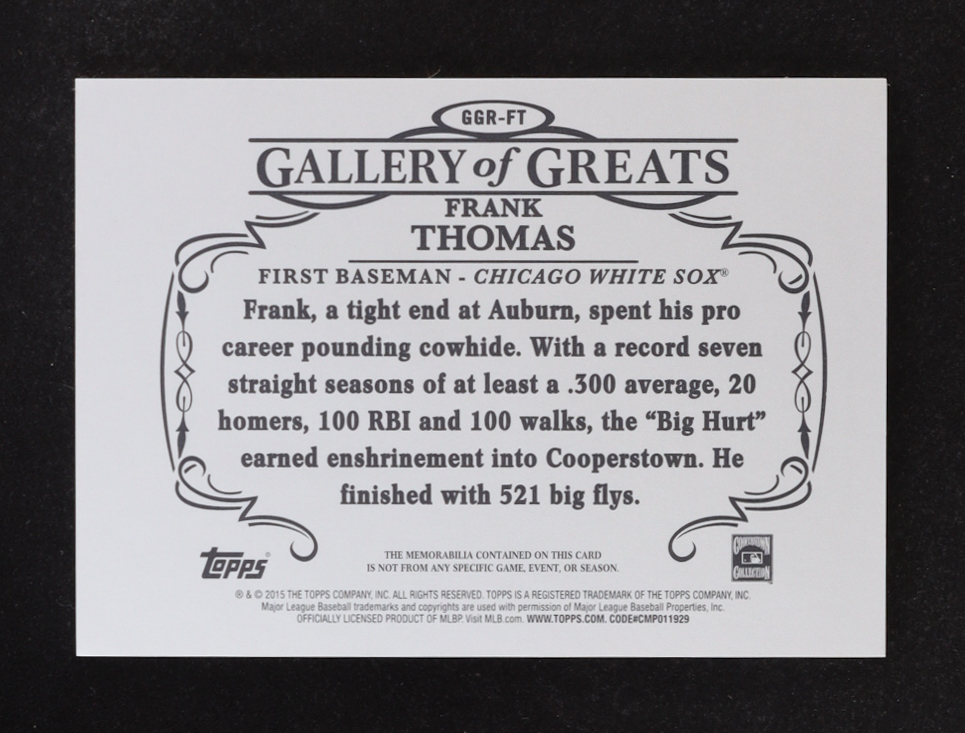 GGR-FT
GALLERY of GREATS
FRANK
THOMAS
FIRST BASEMAN - CHICAGO WHITE SOX®
Frank, a tight end at Auburn, spent his pro
career pounding cowhide. With a record seven
straight seasons of at least a .300 average, 20
homers, 100 RBI and 100 walks, the “Big Hurt”
earned enshrinement into Cooperstown. He
finished with 521 big flys.
topps®
THE MEMORABILIA CONTAINED ON THIS CARD
IS NOT FROM ANY SPECIFIC GAME, EVENT, OR SEASON.
COOPERSTOWN
COLLECTION
® & © 2015 THE TOPPS COMPANY, INC. ALL RIGHTS RESERVED. TOPPS IS A REGISTERED TRADEMARK OF THE TOPPS COMPANY, INC.
Major League Baseball trademarks and copyrights are used with permission of Major League Baseball Properties, Inc.
OFFICIALLY LICENSED PRODUCT OF MLBP. Visit MLB.com. WWW.TOPPS.COM. CODE#CMP011929